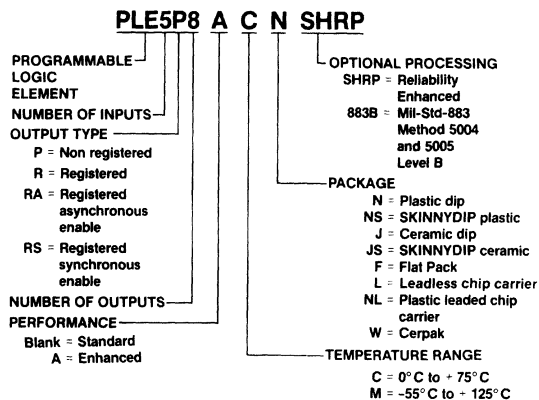 PLE5P8 A C N SHRP
PROGRAMMABLE
LOGIC
ELEMENT
NUMBER OF INPUTS
OUTPUT TYPE
P = Non registered
R = Registered
RA = Registered
asynchronous
enable
RS = Registered
synchronous
enable
NUMBER OF OUTPUTS
PERFORMANCE
Blank = Standard
A = Enhanced
OPTIONAL PROCESSING
SHRP = Reliability
Enhanced
883B = Mil-Std-883
Method 5004
and 5005
Level B
PACKAGE
N = Plastic dip
NS = SKINNYDIP plastic
J = Ceramic dip
JS = SKINNYDIP ceramic
F = Flat Pack
L = Leadless chip carrier
NL = Plastic leaded chip
carrier
W = Cerpak
TEMPERATURE RANGE
C = 0°C to + 75°C
M = -55°C to + 125°C